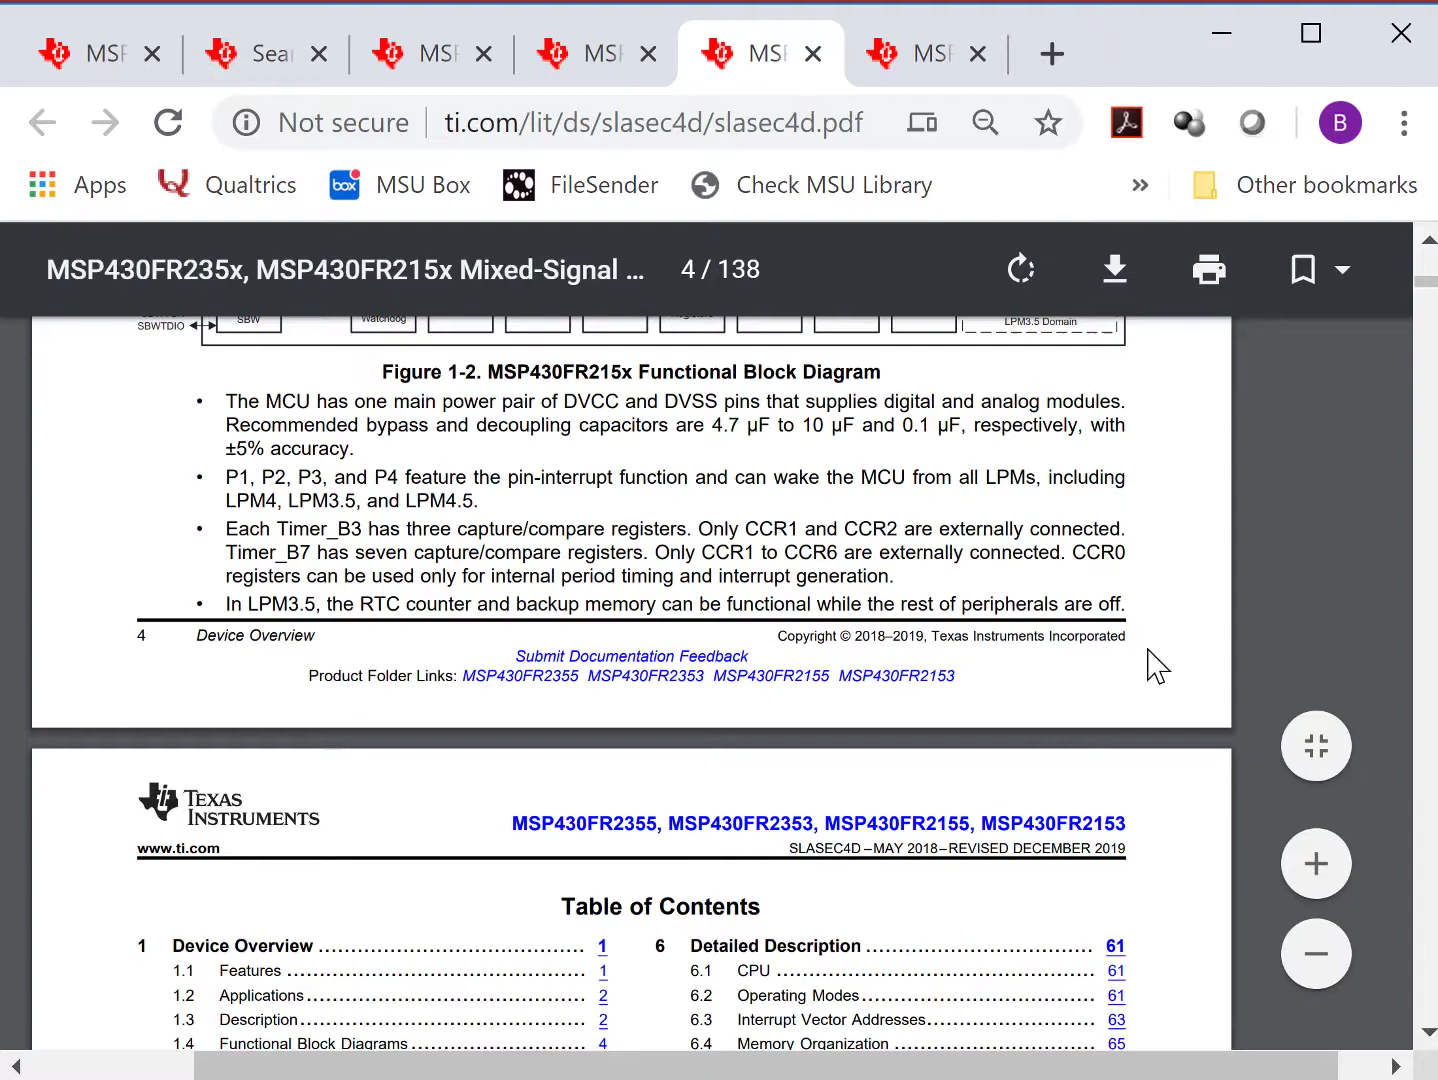 MSP
Sear
MSP
MSP
MSP
MSP
Not secure
ti.com/lit/ds/slasec4d/slasec4d.pdf
B
Apps
Qualtrics
box
MSU Box
FileSender
Check MSU Library
»
Other bookmarks
MSP430FR235x, MSP430FR215x Mixed-Signal ...
4 / 138
SBWTDIO
SBW
Watchdog
LPM3.5 Domain
Figure 1-2. MSP430FR215x Functional Block Diagram
• The MCU has one main power pair of DVCC and DVSS pins that supplies digital and analog modules.
Recommended bypass and decoupling capacitors are 4.7 µF to 10 µF and 0.1 µF, respectively, with
±5% accuracy.
• P1, P2, P3, and P4 feature the pin-interrupt function and can wake the MCU from all LPMs, including
LPM4, LPM3.5, and LPM4.5.
• Each Timer_B3 has three capture/compare registers. Only CCR1 and CCR2 are externally connected.
Timer_B7 has seven capture/compare registers. Only CCR1 to CCR6 are externally connected. CCR0
registers can be used only for internal period timing and interrupt generation.
• In LPM3.5, the RTC counter and backup memory can be functional while the rest of peripherals are off.
4 Device Overview
Copyright © 2018–2019, Texas Instruments Incorporated
Submit Documentation Feedback
Product Folder Links: MSP430FR2355 MSP430FR2353 MSP430FR2155 MSP430FR2153
TEXAS
INSTRUMENTS
MSP430FR2355, MSP430FR2353, MSP430FR2155, MSP430FR2153
www.ti.com
SLASEC4D – MAY 2018 – REVISED DECEMBER 2019
Table of Contents
1 Device Overview ........................................ 1
1.1 Features ............................................ 1
1.2 Applications ........................................ 2
1.3 Description .......................................... 2
1.4 Functional Block Diagrams .......................... 4
6 Detailed Description .................................. 61
6.1 CPU ................................................ 61
6.2 Operating Modes .................................... 61
6.3 Interrupt Vector Addresses .......................... 63
6.4 Memory Organization ................................ 65